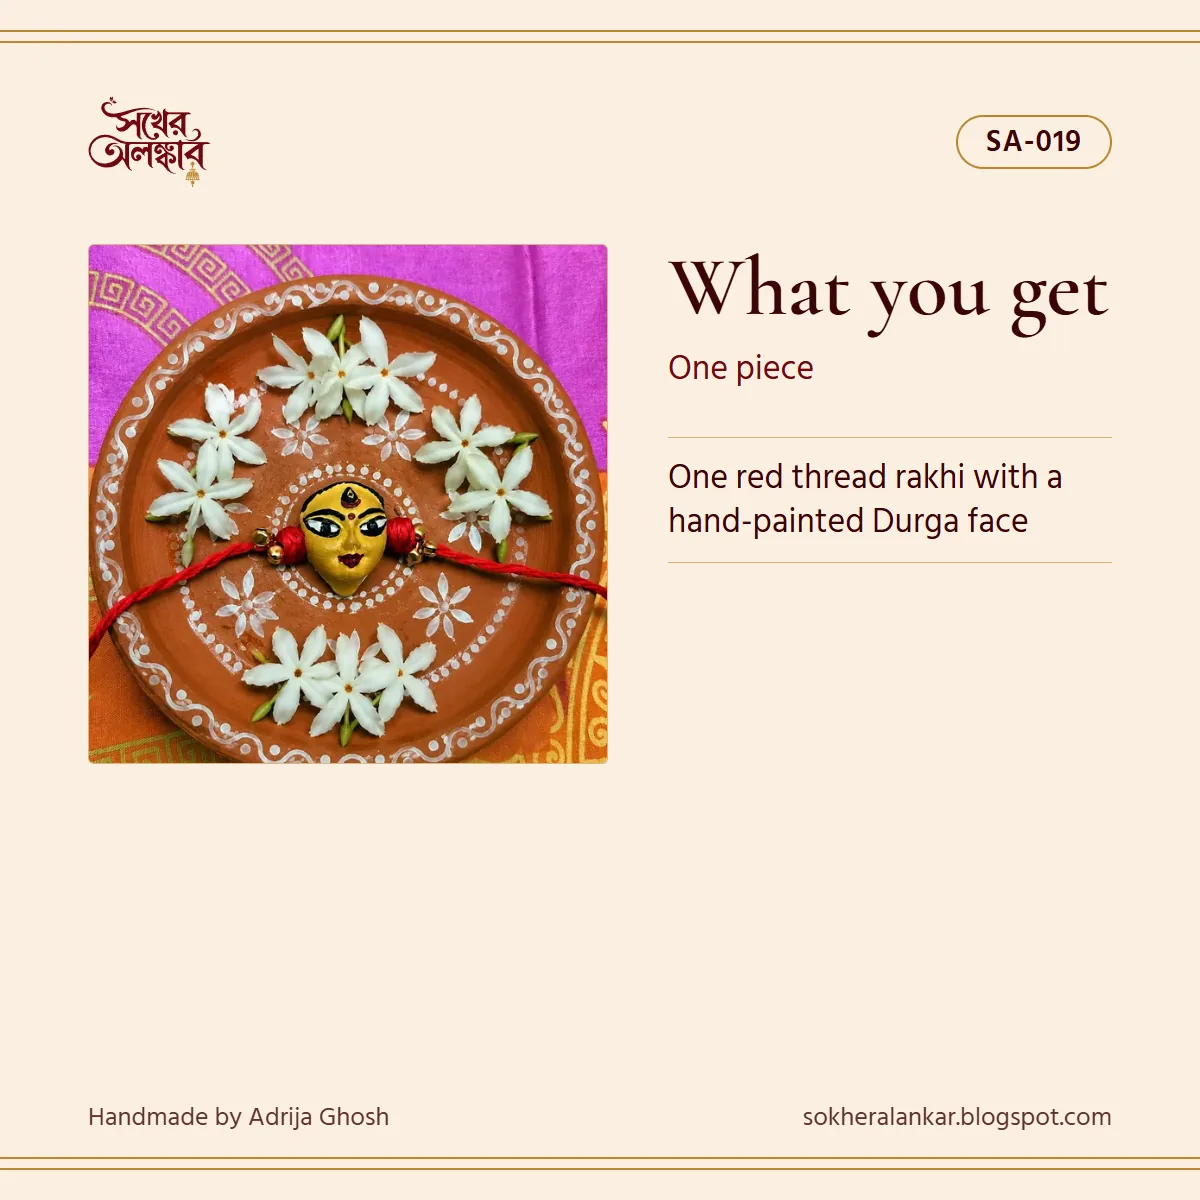 সখের
অলঙ্কার
SA-019
What you get
One piece
One red thread rakhi with a
hand-painted Durga face
Handmade by Adrija Ghosh
sokheralankar.blogspot.com